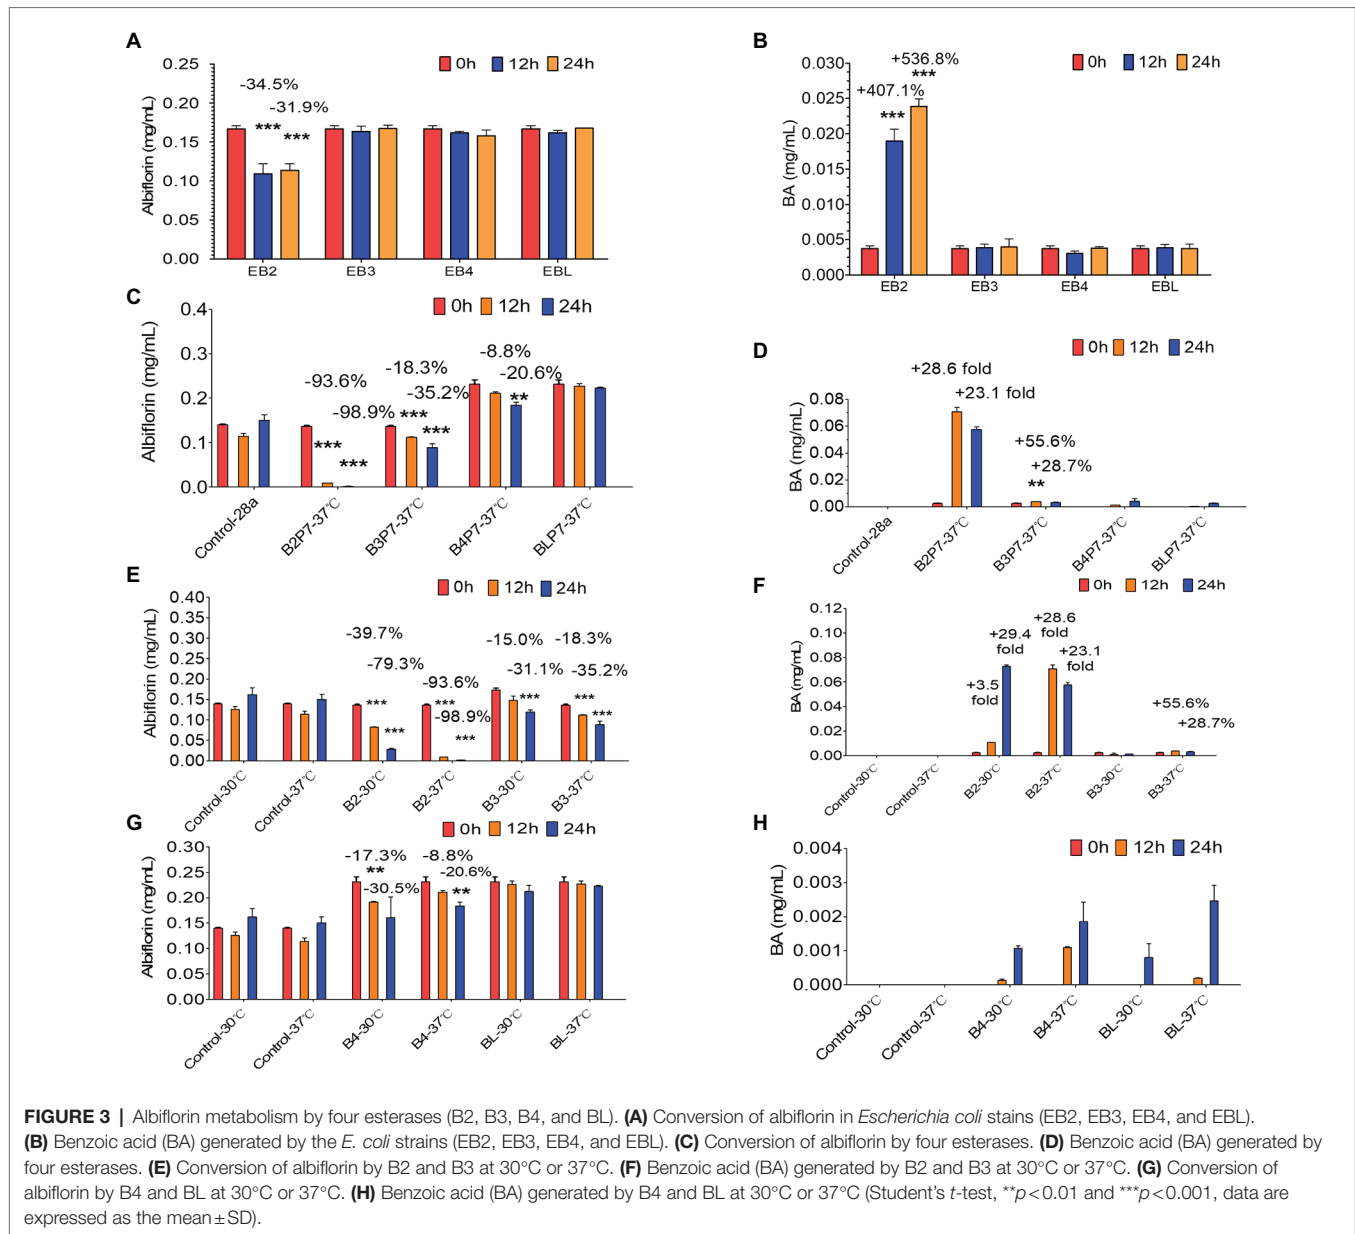 A
0h 12h 24h
-34.5%
-31.9%
*** ***
Albiflorin (mg/mL)
0.25
0.20
0.15
0.10
0.05
0.00
EB2 EB3 EB4 EBL
B
0h 12h 24h
+536.8%
***
+407.1%
***
BA (mg/mL)
0.030
0.025
0.020
0.015
0.010
0.005
0.000
EB2 EB3 EB4 EBL
C
0h 12h 24h
-93.6%
-98.9%
*** ***
-18.3%
-35.2%
*** ***
-8.8%
-20.6%
**
Albiflorin (mg/mL)
0.4
0.3
0.2
0.1
0.0
Control-28a B2P7-37℃ B3P7-37℃ B4P7-37℃ BLP7-37℃
D
0h 12h 24h
+28.6 fold
+23.1 fold
+55.6%
+28.7%
**
BA (mg/mL)
0.08
0.06
0.04
0.02
0.00
Control-28a B2P7-37℃ B3P7-37℃ B4P7-37℃ BLP7-37℃
E
0h 12h 24h
-39.7%
-79.3%
*** ***
-93.6%
***
-98.9%
***
-15.0%
-31.1%
***
-18.3%
-35.2%
*** ***
Albiflorin (mg/mL)
0.40
0.35
0.30
0.25
0.20
0.15
0.10
0.05
0.00
Control-30℃ Control-37℃ B2-30℃ B2-37℃ B3-30℃ B3-37℃
F
0h 12h 24h
+3.5
fold
+29.4
fold
+28.6
fold
+23.1
fold
+55.6%
+28.7%
BA (mg/mL)
0.12
0.10
0.08
0.06
0.04
0.02
0.00
Control-30℃ Control-37℃ B2-30℃ B2-37℃ B3-30℃ B3-37℃
G
0h 12h 24h
-17.3%
**
-30.5%
-8.8%
-20.6%
**
Albiflorin (mg/mL)
0.30
0.25
0.20
0.15
0.10
0.05
0.00
Control-30℃ Control-37℃ B4-30℃ B4-37℃ BL-30℃ BL-37℃
H
0h 12h 24h
BA (mg/mL)
0.004
0.003
0.002
0.001
0.000
Control-30℃ Control-37℃ B4-30℃ B4-37℃ BL-30℃ BL-37℃
FIGURE 3 | Albiflorin metabolism by four esterases (B2, B3, B4, and BL). (A) Conversion of albiflorin in Escherichia coli stains (EB2, EB3, EB4, and EBL).
(B) Benzoic acid (BA) generated by the E. coli strains (EB2, EB3, EB4, and EBL). (C) Conversion of albiflorin by four esterases. (D) Benzoic acid (BA) generated by
four esterases. (E) Conversion of albiflorin by B2 and B3 at 30°C or 37°C. (F) Benzoic acid (BA) generated by B2 and B3 at 30°C or 37°C. (G) Conversion of
albiflorin by B4 and BL at 30°C or 37°C. (H) Benzoic acid (BA) generated by B4 and BL at 30°C or 37°C (Student's t-test, **p<0.01 and ***p<0.001, data are
expressed as the mean±SD).